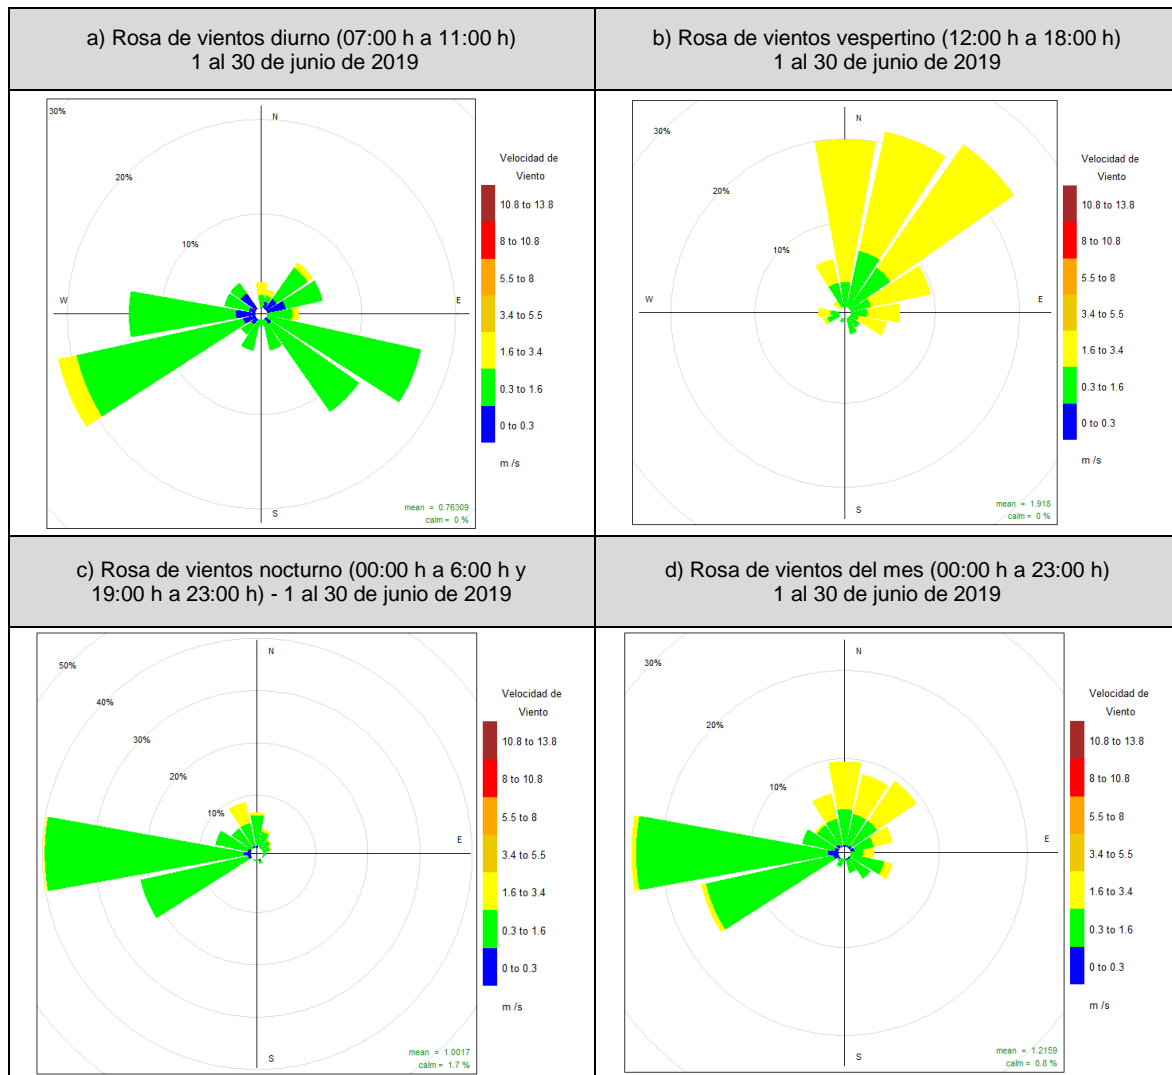 a) Rosa de vientos diurno (07:00 h a 11:00 h)
1 al 30 de junio de 2019
b) Rosa de vientos vespertino (12:00 h a 18:00 h)
1 al 30 de junio de 2019
30%
20%
10%
N
W
E
S
Velocidad de
Viento
10.8 to 13.8
8 to 10.8
5.5 to 8
3.4 to 5.5
1.6 to 3.4
0.3 to 1.6
0 to 0.3
m /s
mean = 0.76309
calm = 0 %
30%
20%
10%
N
W
E
S
Velocidad de
Viento
10.8 to 13.8
8 to 10.8
5.5 to 8
3.4 to 5.5
1.6 to 3.4
0.3 to 1.6
0 to 0.3
m /s
mean = 1.918
calm = 0 %
c) Rosa de vientos nocturno (00:00 h a 6:00 h y
19:00 h a 23:00 h) - 1 al 30 de junio de 2019
d) Rosa de vientos del mes (00:00 h a 23:00 h)
1 al 30 de junio de 2019
50%
40%
30%
20%
10%
N
E
S
Velocidad de
Viento
10.8 to 13.8
8 to 10.8
5.5 to 8
3.4 to 5.5
1.6 to 3.4
0.3 to 1.6
0 to 0.3
m /s
mean = 1.0017
calm = 1.7 %
30%
20%
10%
N
E
S
Velocidad de
Viento
10.8 to 13.8
8 to 10.8
5.5 to 8
3.4 to 5.5
1.6 to 3.4
0.3 to 1.6
0 to 0.3
m /s
mean = 1.2159
calm = 0.8 %